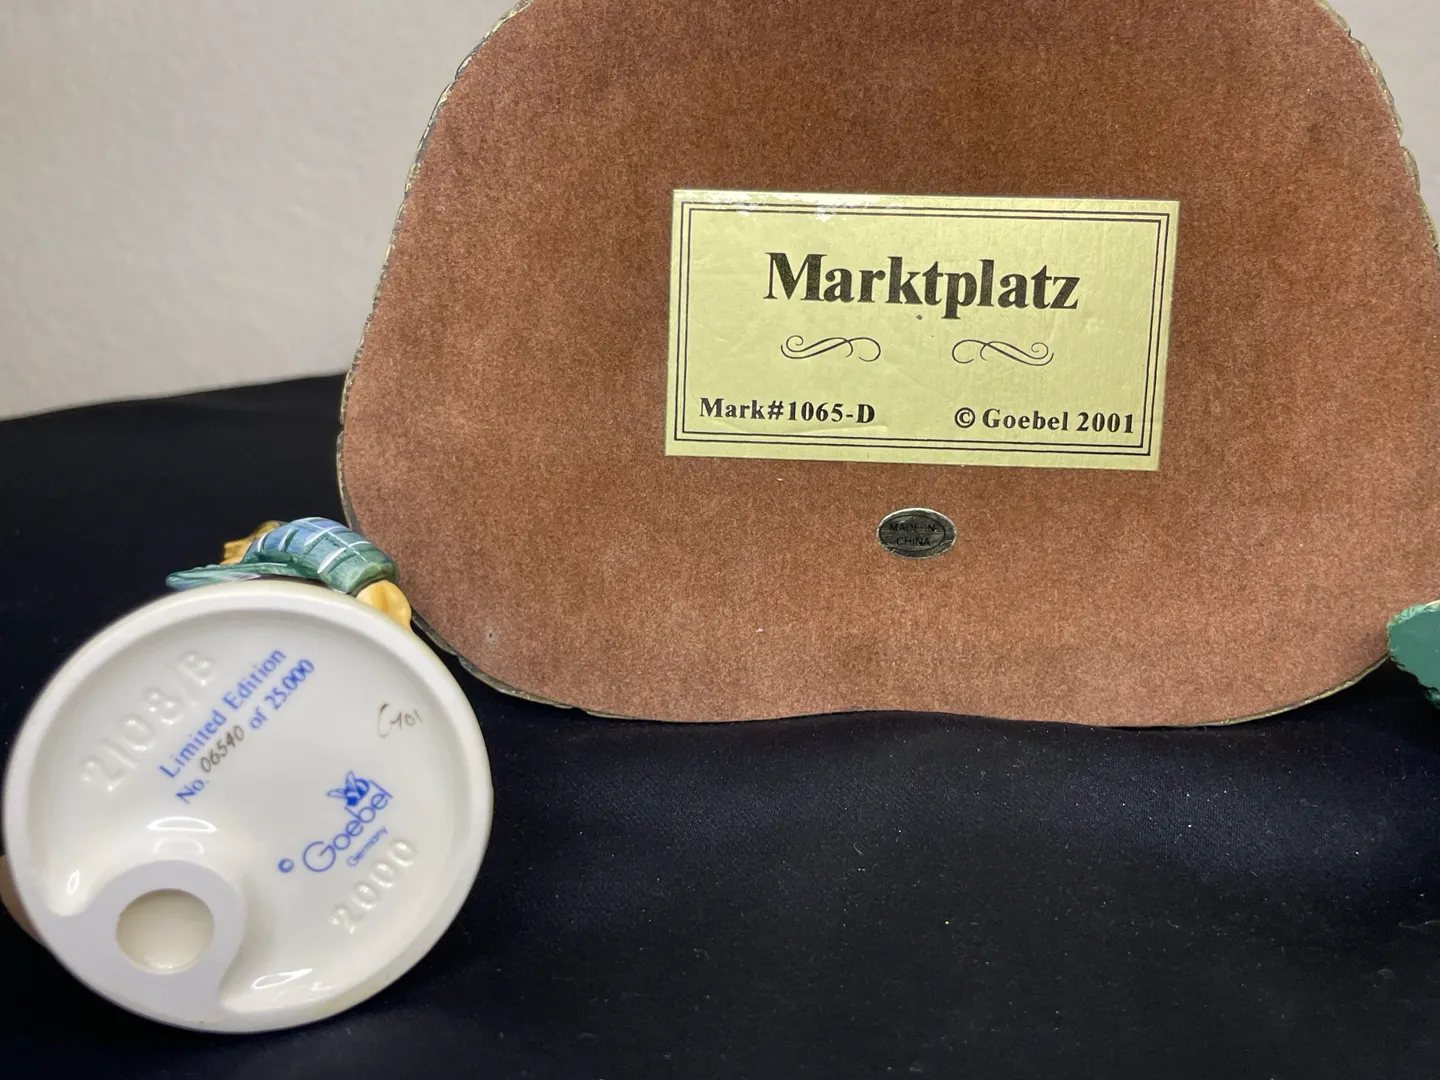 Marktplatz
Mark#1065-D
© Goebel 2001
MADE IN
CHINA
2108/B
Limited Edition
No. 06540 of 25.000
© Goebel
Germany
2000